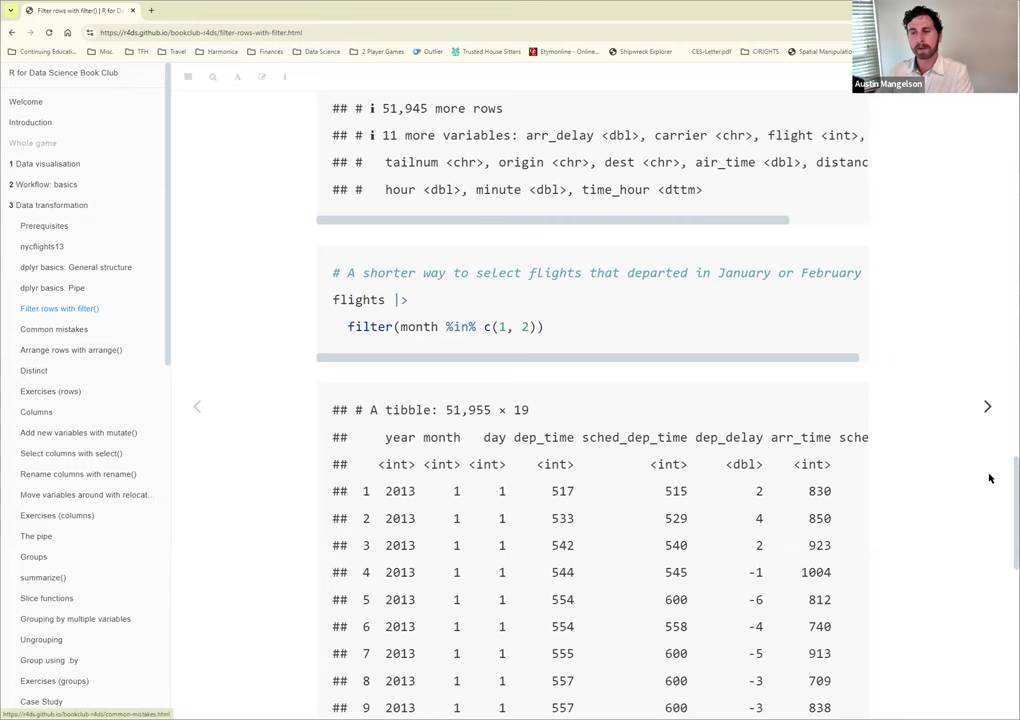 Filter rows with filter() | R for Da
https://r4ds.github.io/bookclub-r4ds/filter-rows-with-filter.html
Continuing Educati...
Misc.
TFH
Travel
Harmonica
Finances
Data Science
2 Player Games
Outlier
Trusted House Sitters
Etymonline - Online...
Shipwreck Explorer
CES-Letter.pdf
CIRIGHTS
Spatial Manipulatio
Austin Mangelson
R for Data Science Book Club
Welcome
Introduction
Whole game
1 Data visualisation
2 Workflow: basics
3 Data transformation
Prerequisites
nycflights13
dplyr basics: General structure
dplyr basics: Pipe
Filter rows with filter()
Common mistakes
Arrange rows with arrange()
Distinct
Exercises (rows)
Columns
Add new variables with mutate()
Select columns with select()
Rename columns with rename()
Move variables around with relocat...
Exercises (columns)
The pipe
Groups
summarize()
Slice functions
Grouping by multiple variables
Ungrouping
Group using .by
Exercises (groups)
Case Study
https://r4ds.github.io/bookclub-r4ds/common-mistakes.html
## # ℹ 51,945 more rows
## # ℹ 11 more variables: arr_delay <dbl>, carrier <chr>, flight <int>,
## #   tailnum <chr>, origin <chr>, dest <chr>, air_time <dbl>, distanc
## #   hour <dbl>, minute <dbl>, time_hour <dttm>
# A shorter way to select flights that departed in January or February
flights |>
filter(month %in% c(1, 2))
## # A tibble: 51,955 × 19
## year month day dep_time sched_dep_time dep_delay arr_time sche
## <int> <int> <int> <int> <int> <dbl> <int>
## 1 2013 1 1 517 515 2 830
## 2 2013 1 1 533 529 4 850
## 3 2013 1 1 542 540 2 923
## 4 2013 1 1 544 545 -1 1004
## 5 2013 1 1 554 600 -6 812
## 6 2013 1 1 554 558 -4 740
## 7 2013 1 1 555 600 -5 913
## 8 2013 1 1 557 600 -3 709
## 9 2013 1 1 557 600 -3 838